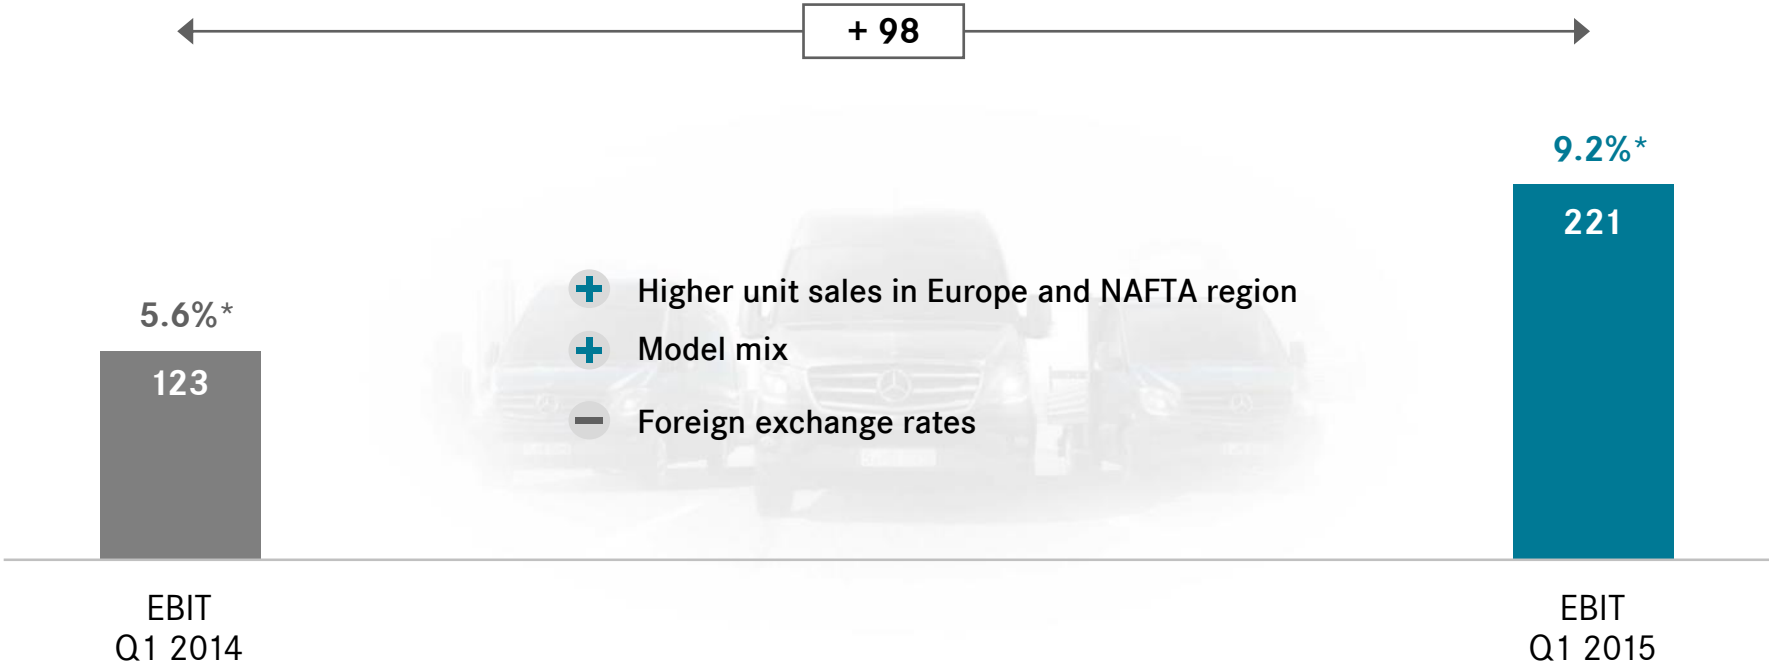 + 98
9.2%*
221
5.6%*
123
+ Higher unit sales in Europe and NAFTA region
+ Model mix
– Foreign exchange rates
EBIT
Q1 2014
EBIT
Q1 2015